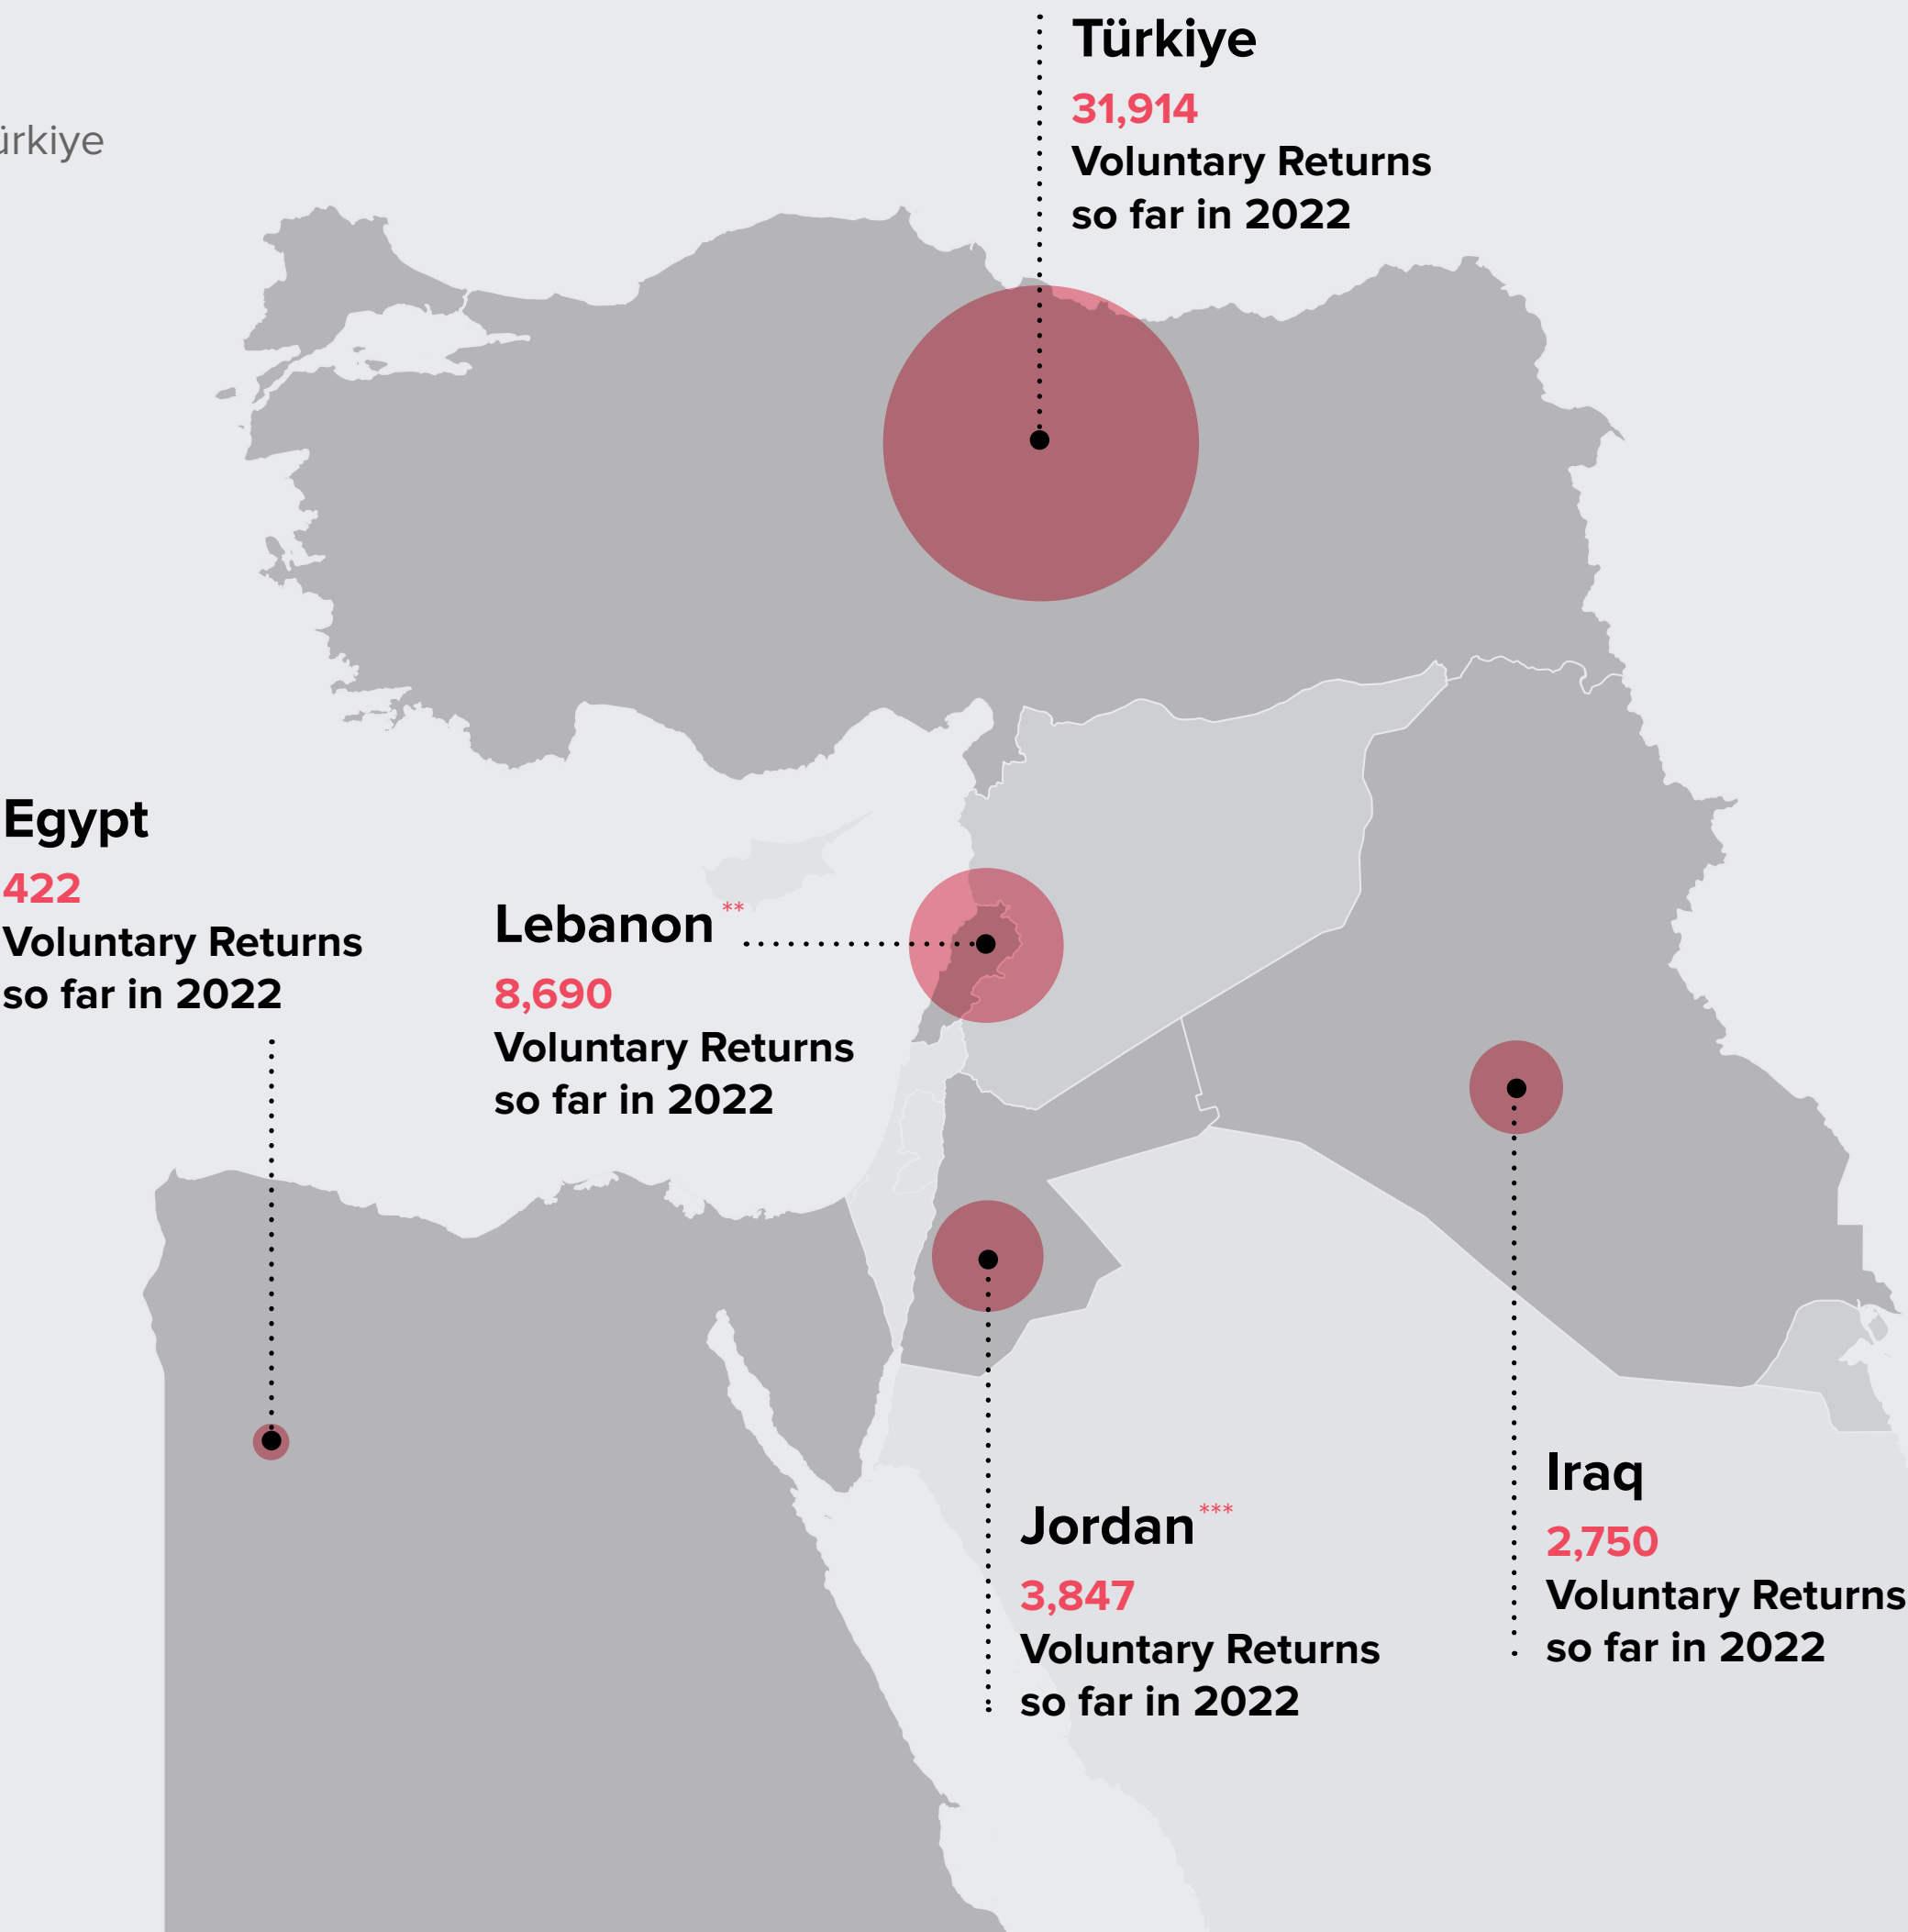 Türkiye
31,914
Voluntary Returns
so far in 2022
ürkiye
Egypt
422
Voluntary Returns
so far in 2022
Lebanon**
8,690
Voluntary Returns
so far in 2022
Jordan***
3,847
Voluntary Returns
so far in 2022
Iraq
2,750
Voluntary Returns
so far in 2022